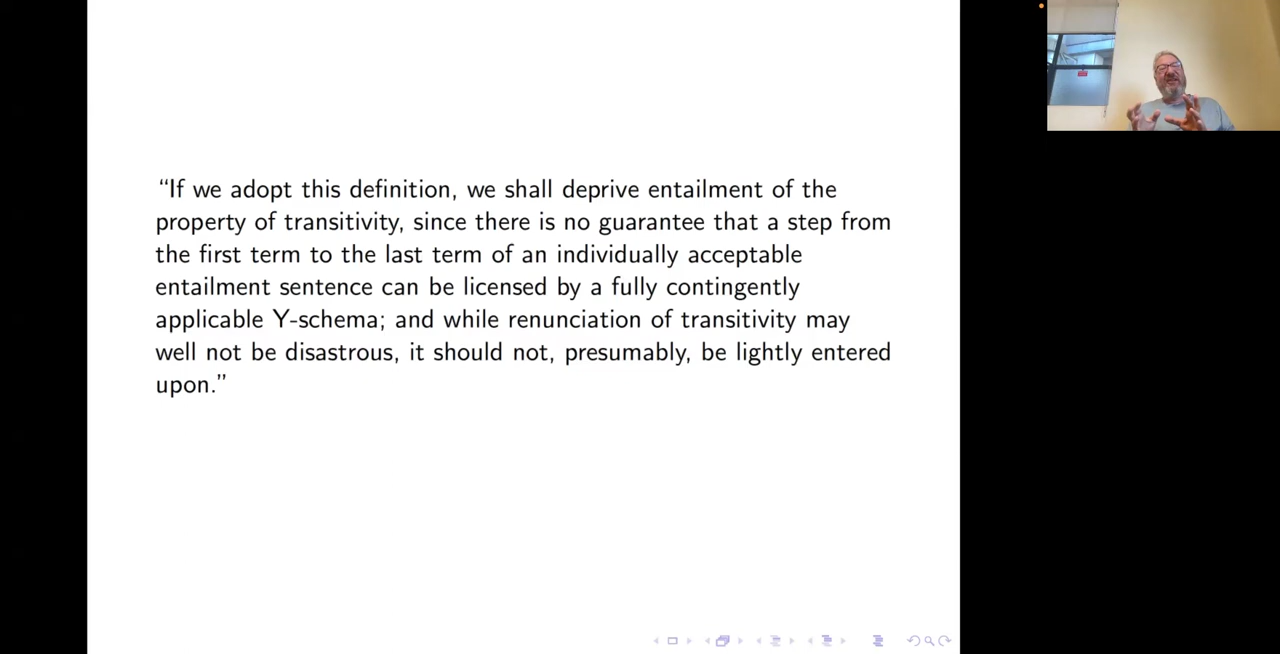 “If we adopt this definition, we shall deprive entailment of the
property of transitivity, since there is no guarantee that a step from
the first term to the last term of an individually acceptable
entailment sentence can be licensed by a fully contingently
applicable Y-schema; and while renunciation of transitivity may
well not be disastrous, it should not, presumably, be lightly entered
upon.”